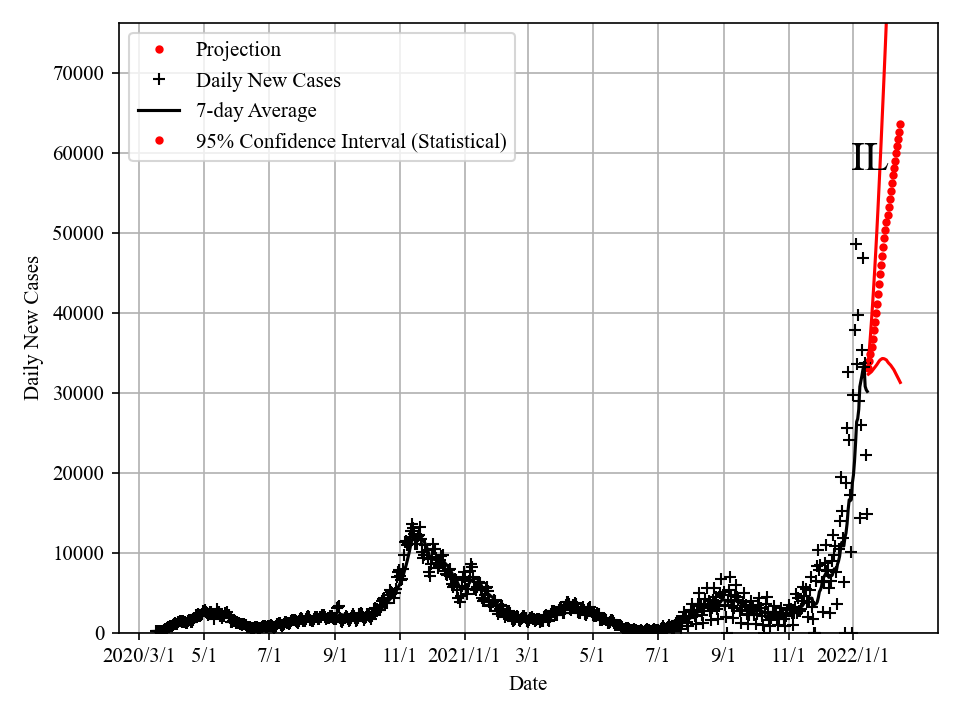 Projection
Daily New Cases
7-day Average
95% Confidence Interval (Statistical)
IL
Daily New Cases
70000
60000
50000
40000
30000
20000
10000
0
2020/3/1 5/1 7/1 9/1 11/1 2021/1/1 3/1 5/1 7/1 9/1 11/1 2022/1/1
Date